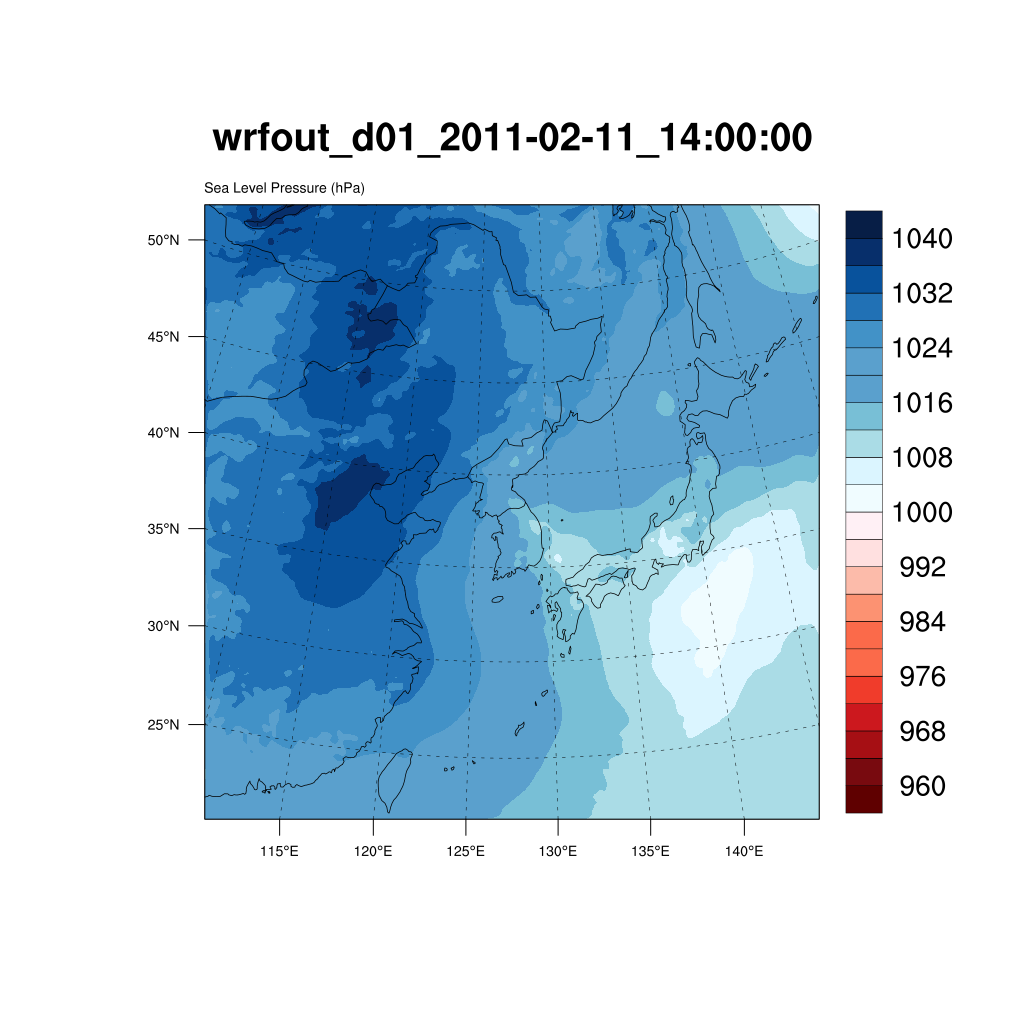 wrfout_d01_2011-02-11_14:00:00
Sea Level Pressure (hPa)
50°N
45°N
40°N
35°N
30°N
25°N
115°E 120°E 125°E 130°E 135°E 140°E
1040
1032
1024
1016
1008
1000
992
984
976
968
960